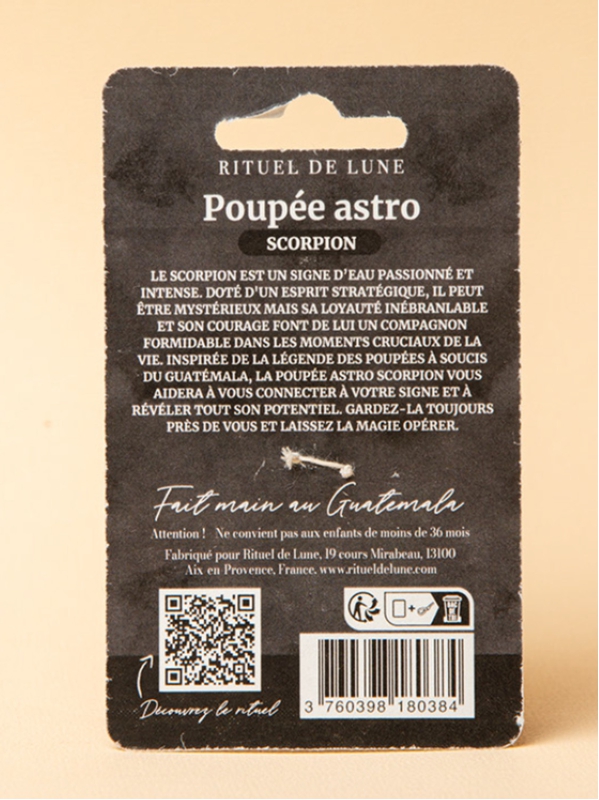 RITUEL DE LUNE
Poupée astro
SCORPION
LE SCORPION EST UN SIGNE D'EAU PASSIONNÉ ET
INTENSE. DOTÉ D'UN ESPRIT STRATÉGIQUE, IL PEUT
ÊTRE MYSTÉRIEUX MAIS SA LOYAUTÉ INÉBRANLABLE
ET SON COURAGE FONT DE LUI UN COMPAGNON
FORMIDABLE DANS LES MOMENTS CRUCIAUX DE LA
VIE. INSPIRÉE DE LA LÉGENDE DES POUPÉES À SOUCIS
DU GUATÉMALA, LA POUPÉE ASTRO SCORPION VOUS
AIDERA À VOUS CONNECTER À VOTRE SIGNE ET À
RÉVÉLER TOUT SON POTENTIEL. GARDEZ-LA TOUJOURS
PRÈS DE VOUS ET LAISSEZ LA MAGIE OPÉRER.
Fait main au Guatemala
Attention ! Ne convient pas aux enfants de moins de 36 mois
Fabriqué pour Rituel de Lune, 19 cours Mirabeau, 13100
Aix-en-Provence, France. www.ritueldelune.com
Découvrez le rituel
3 760398 180384